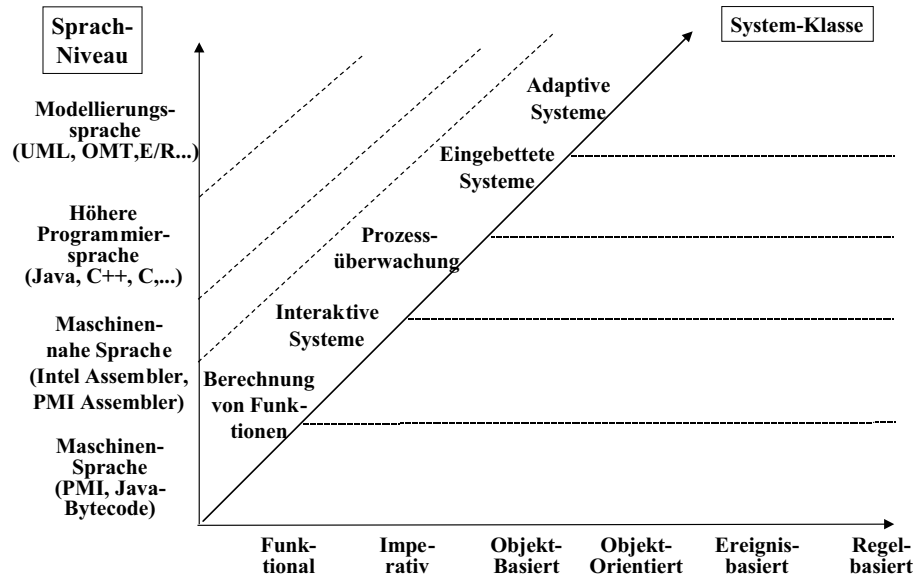 Sprach-
Niveau
System-Klasse
Modellierungs-
sprache
(UML, OMT,E/R...)
Höhere
Programmier-
sprache
(Java, C++, C,...)
Maschinen-
nahe Sprache
(Intel Assembler,
PMI Assembler)
Maschinen-
Sprache
(PMI, Java-
Bytecode)
Adaptive
Systeme
Eingebettete
Systeme
Prozess-
überwachung
Interaktive
Systeme
Berechnung
von Funk-
tionen
Funk-
tional
Impe-
rativ
Objekt-
Basiert
Objekt-
Orientiert
Ereignis-
basiert
Regel-
basiert